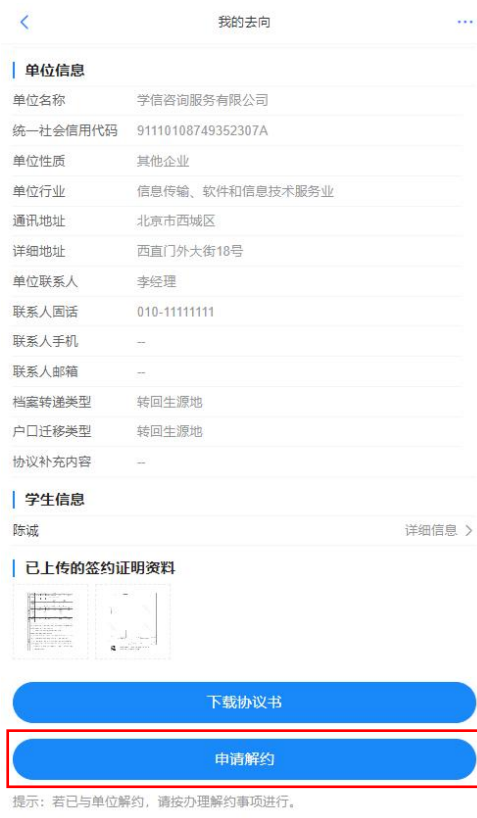 我的去向
单位信息
单位名称 学信咨询服务有限公司
统一社会信用代码 91110108749352307A
单位性质 其他企业
单位行业 信息传输、软件和信息技术服务业
通讯地址 北京市西城区
详细地址 西直门外大街18号
单位联系人 李经理
联系人固话 010-11111111
联系人手机 --
联系人邮箱 --
档案转递类型 转回生源地
户口迁移类型 转回生源地
协议补充内容 --
学生信息
陈诚 详细信息 >
已上传的签约证明资料
下载协议书
申请解约
提示：若已与单位解约，请按办理解约事项进行。